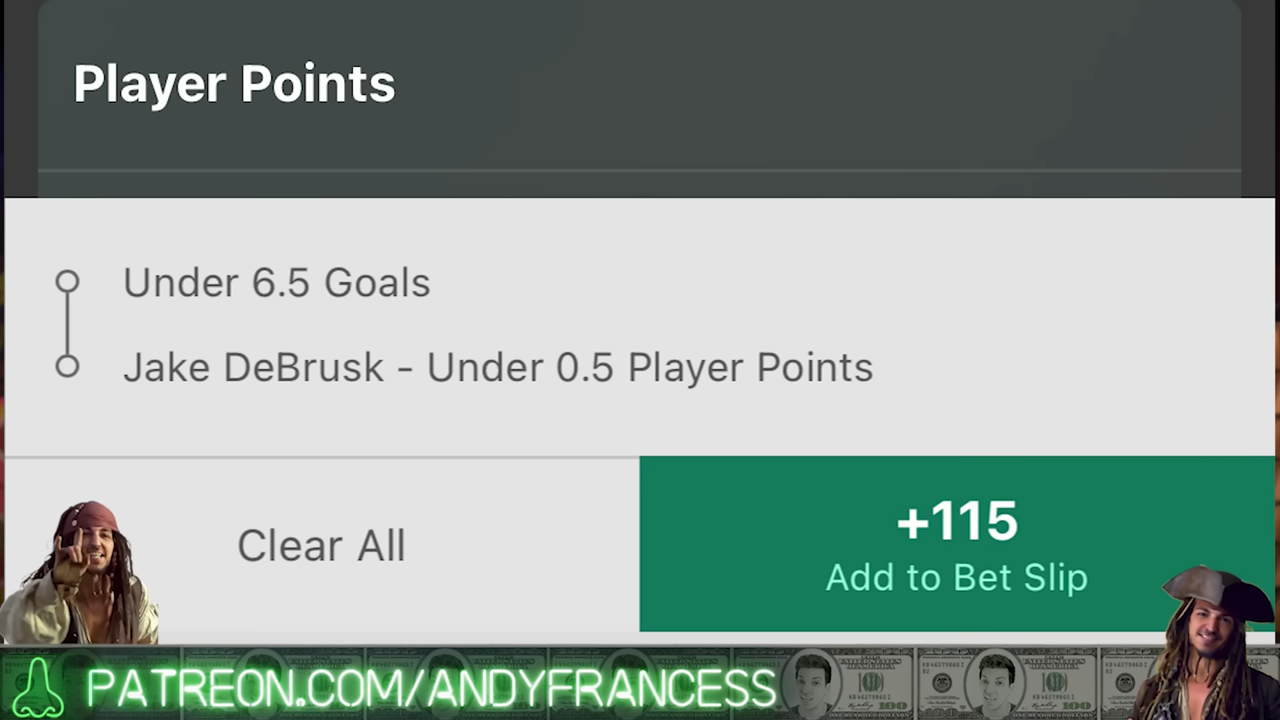 Player Points
Under 6.5 Goals
Jake DeBrusk - Under 0.5 Player Points
Clear All
+115
Add to Bet Slip
PATREON.COM/ANDYFRANCESS